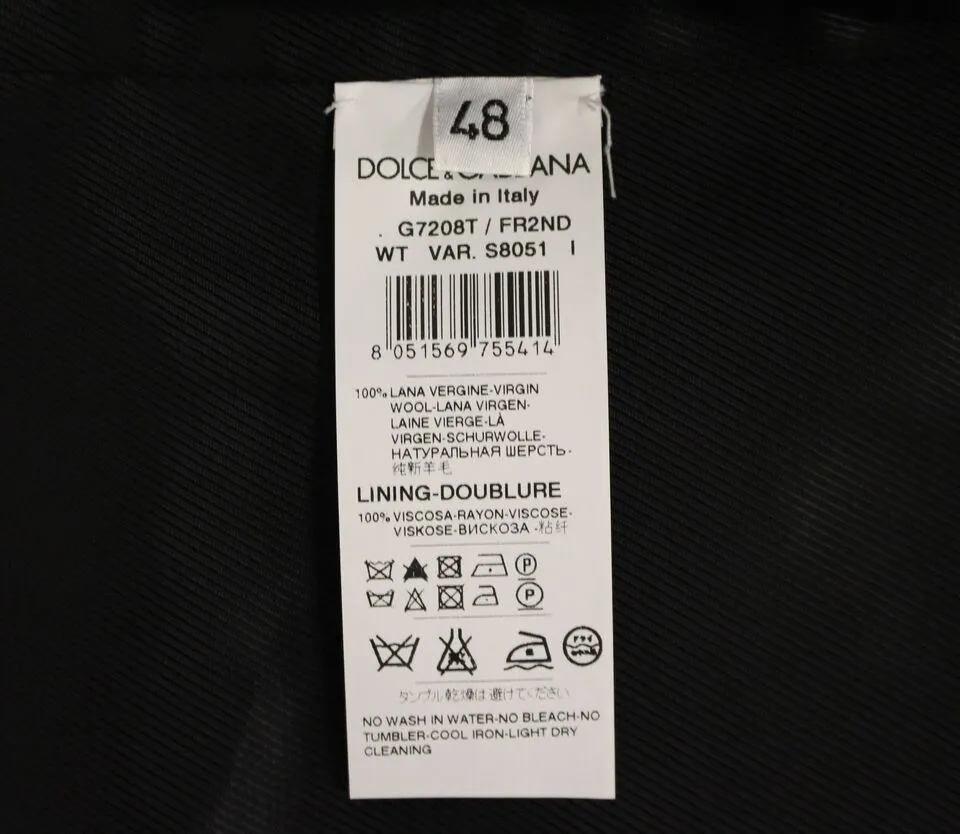 48
DOLCE & GABBANA
Made in Italy
. G7208T / FR2ND
WT VAR. S8051 I
8 051569 755414
100% LANA VERGINE-VIRGIN
WOOL-LANA VIRGEN-
LAINE VIERGE-LÀ
VIRGEN-SCHURWOLLE-
НАТУРАЛЬНАЯ ШЕРСТЬ-
纯新羊毛
LINING-DOUBLURE
100% VISCOSA-RAYON-VISCOSE-
VISKOSE-ВИСКОЗА -粘纤
P
P
ドライ
タンブル乾燥は避けてください
NO WASH IN WATER-NO BLEACH-NO
TUMBLER-COOL IRON-LIGHT DRY
CLEANING